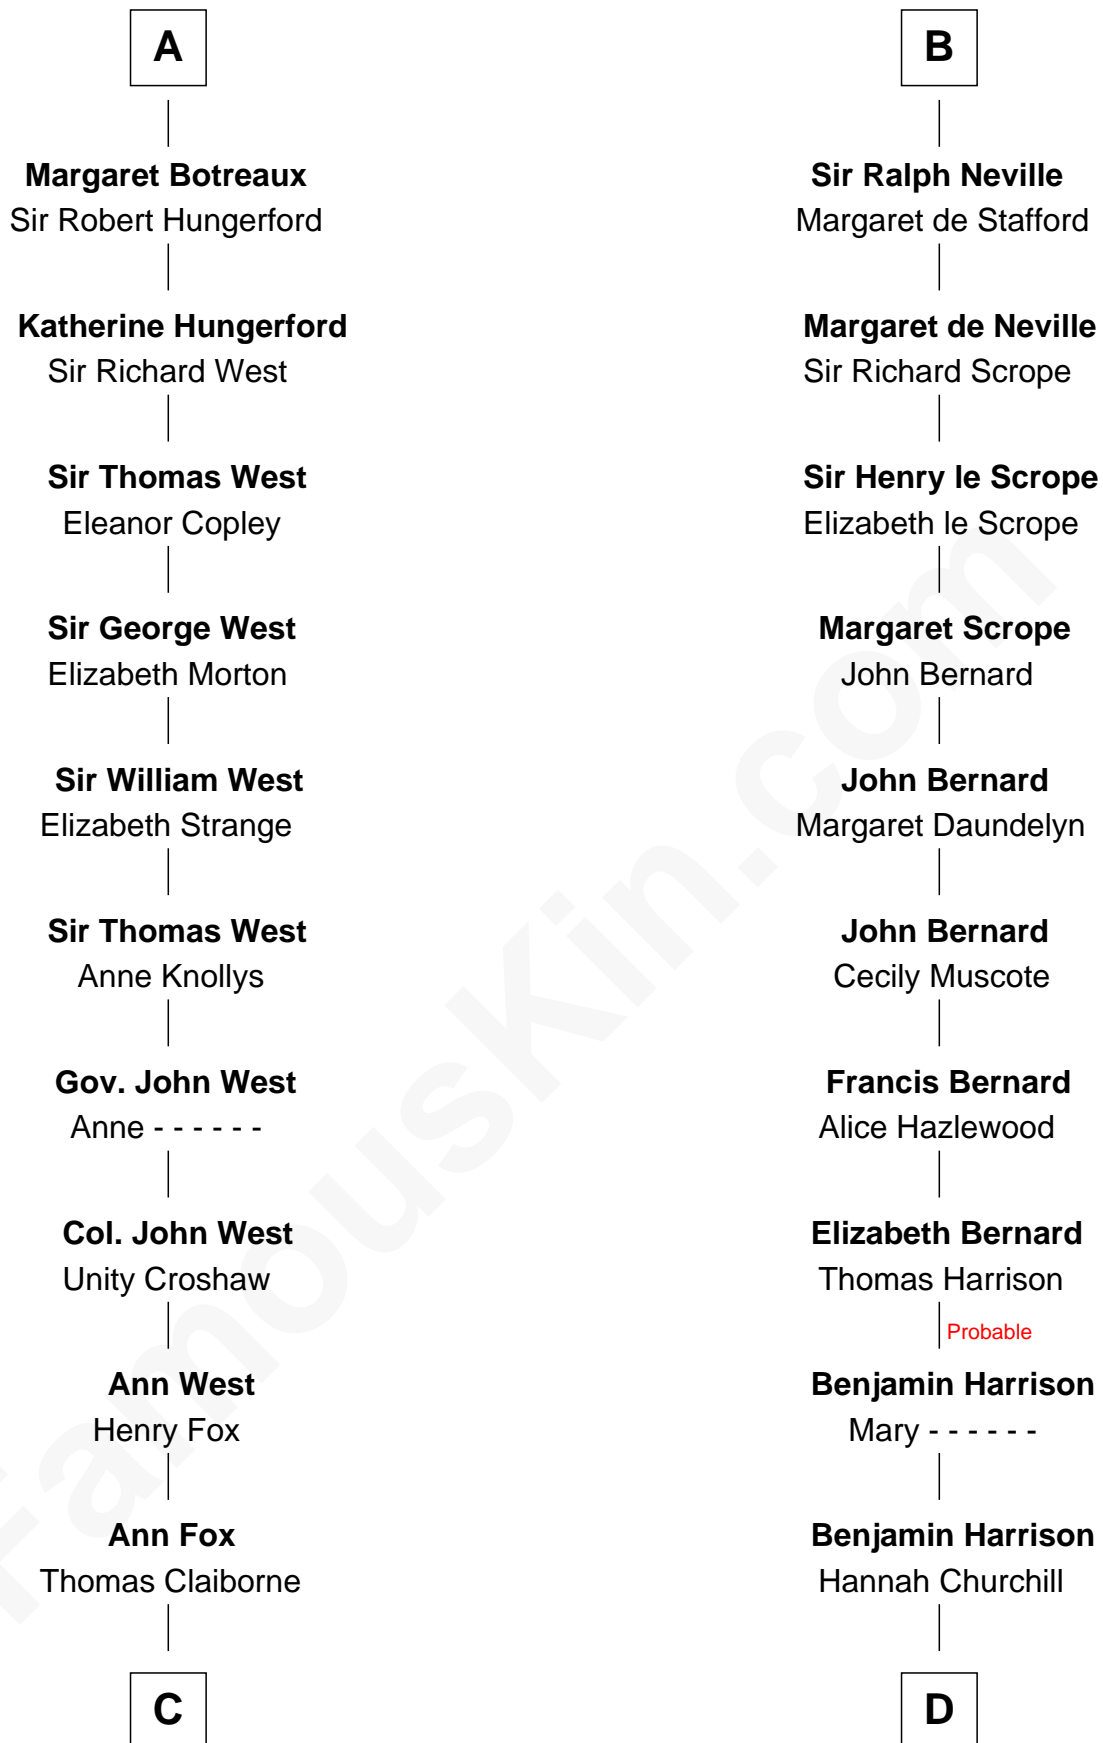 A
Margaret Botreaux
Sir Robert Hungerford
Katherine Hungerford
Sir Richard West
Sir Thomas West
Eleanor Copley
Sir George West
Elizabeth Morton
Sir William West
Elizabeth Strange
Sir Thomas West
Anne Knollys
Gov. John West
Anne - - - - - -
Col. John West
Unity Croshaw
Ann West
Henry Fox
Ann Fox
Thomas Claiborne
C
B
Sir Ralph Neville
Margaret de Stafford
Margaret de Neville
Sir Richard Scrope
Sir Henry le Scrope
Elizabeth le Scrope
Margaret Scrope
John Bernard
John Bernard
Margaret Daundelyn
John Bernard
Cecily Muscote
Francis Bernard
Alice Hazlewood
Elizabeth Bernard
Thomas Harrison
Probable
Benjamin Harrison
Mary - - - - - -
Benjamin Harrison
Hannah Churchill
D
FamousKin.com